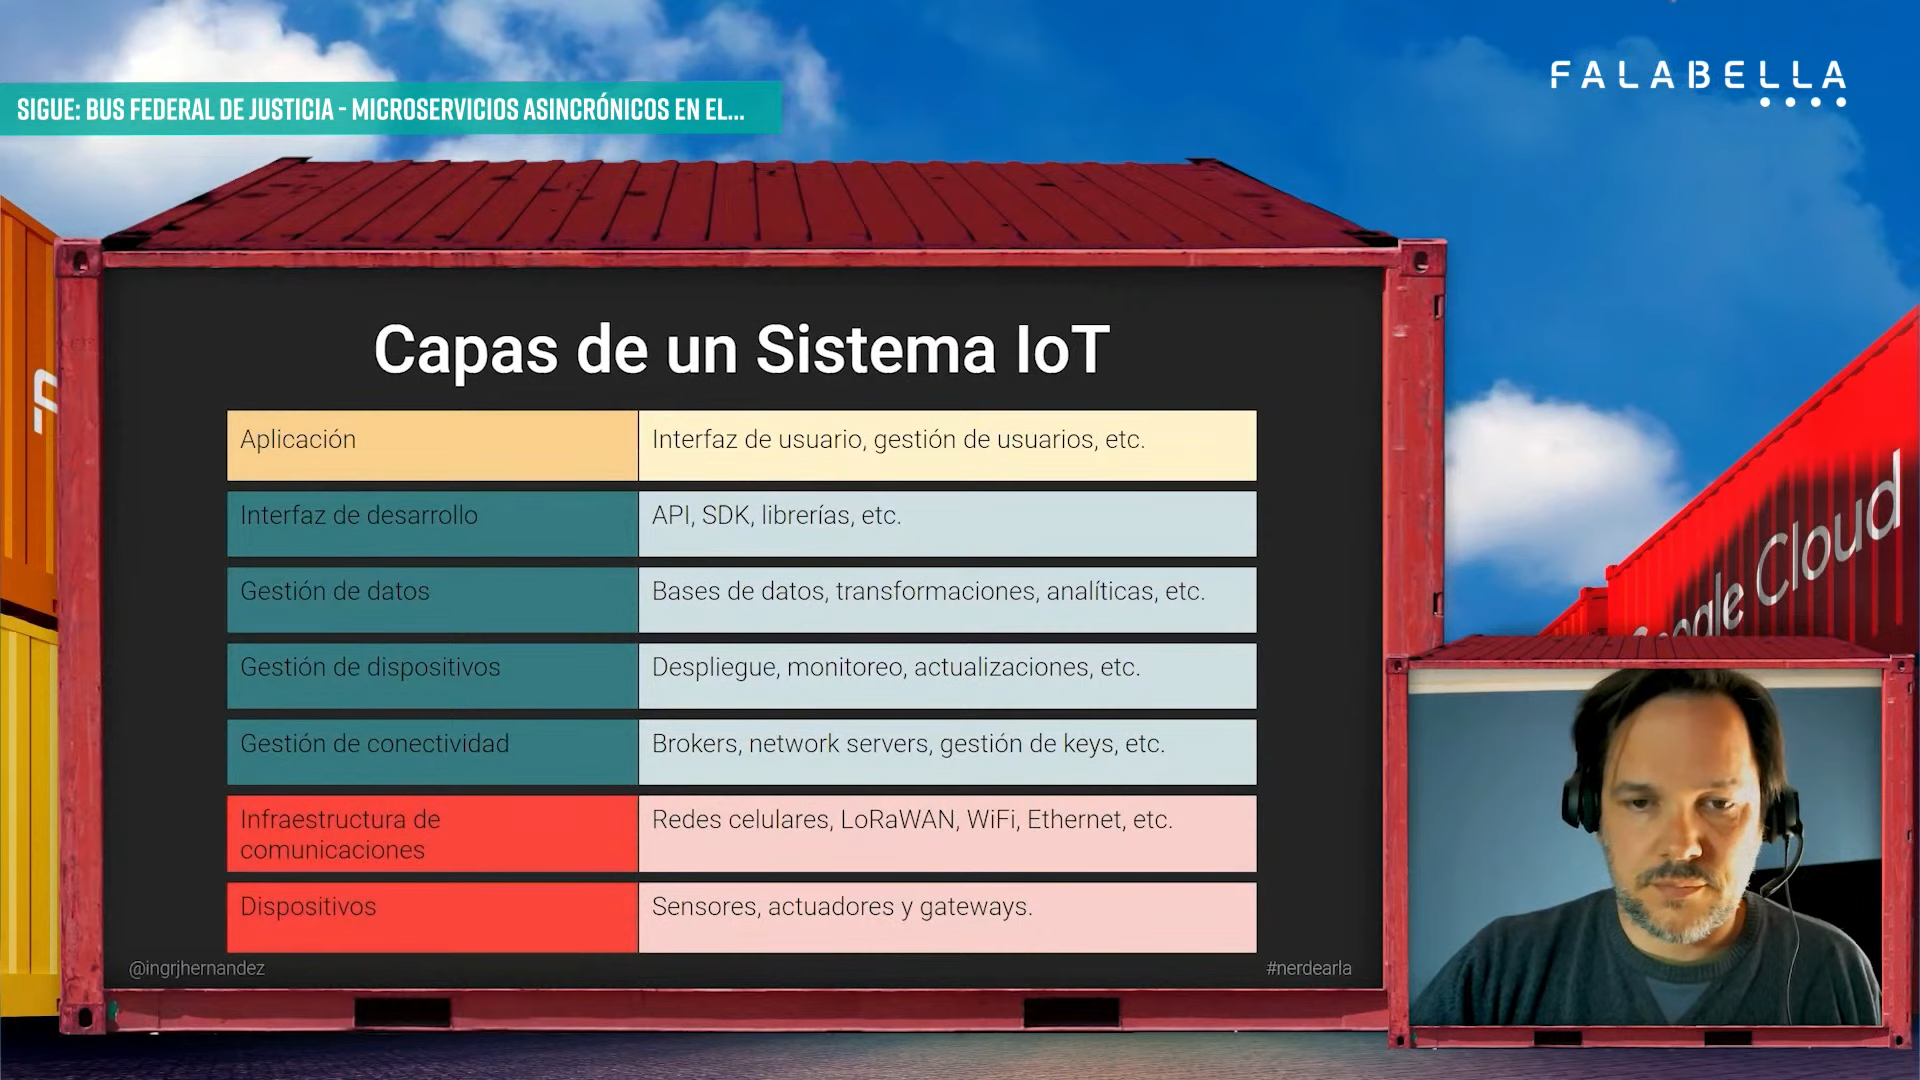 FALABELLA
SIGUE: BUS FEDERAL DE JUSTICIA - MICROSERVICIOS ASINCRÓNICOS EN EL...
Capas de un Sistema IoT
Aplicación
Interfaz de usuario, gestión de usuarios, etc.
Interfaz de desarrollo
API, SDK, librerías, etc.
Gestión de datos
Bases de datos, transformaciones, analíticas, etc.
Gestión de dispositivos
Despliegue, monitoreo, actualizaciones, etc.
Gestión de conectividad
Brokers, network servers, gestión de keys, etc.
Infraestructura de
comunicaciones
Redes celulares, LoRaWAN, WiFi, Ethernet, etc.
Dispositivos
Sensores, actuadores y gateways.
@ingrjhernandez
#nerdearla
Cloud